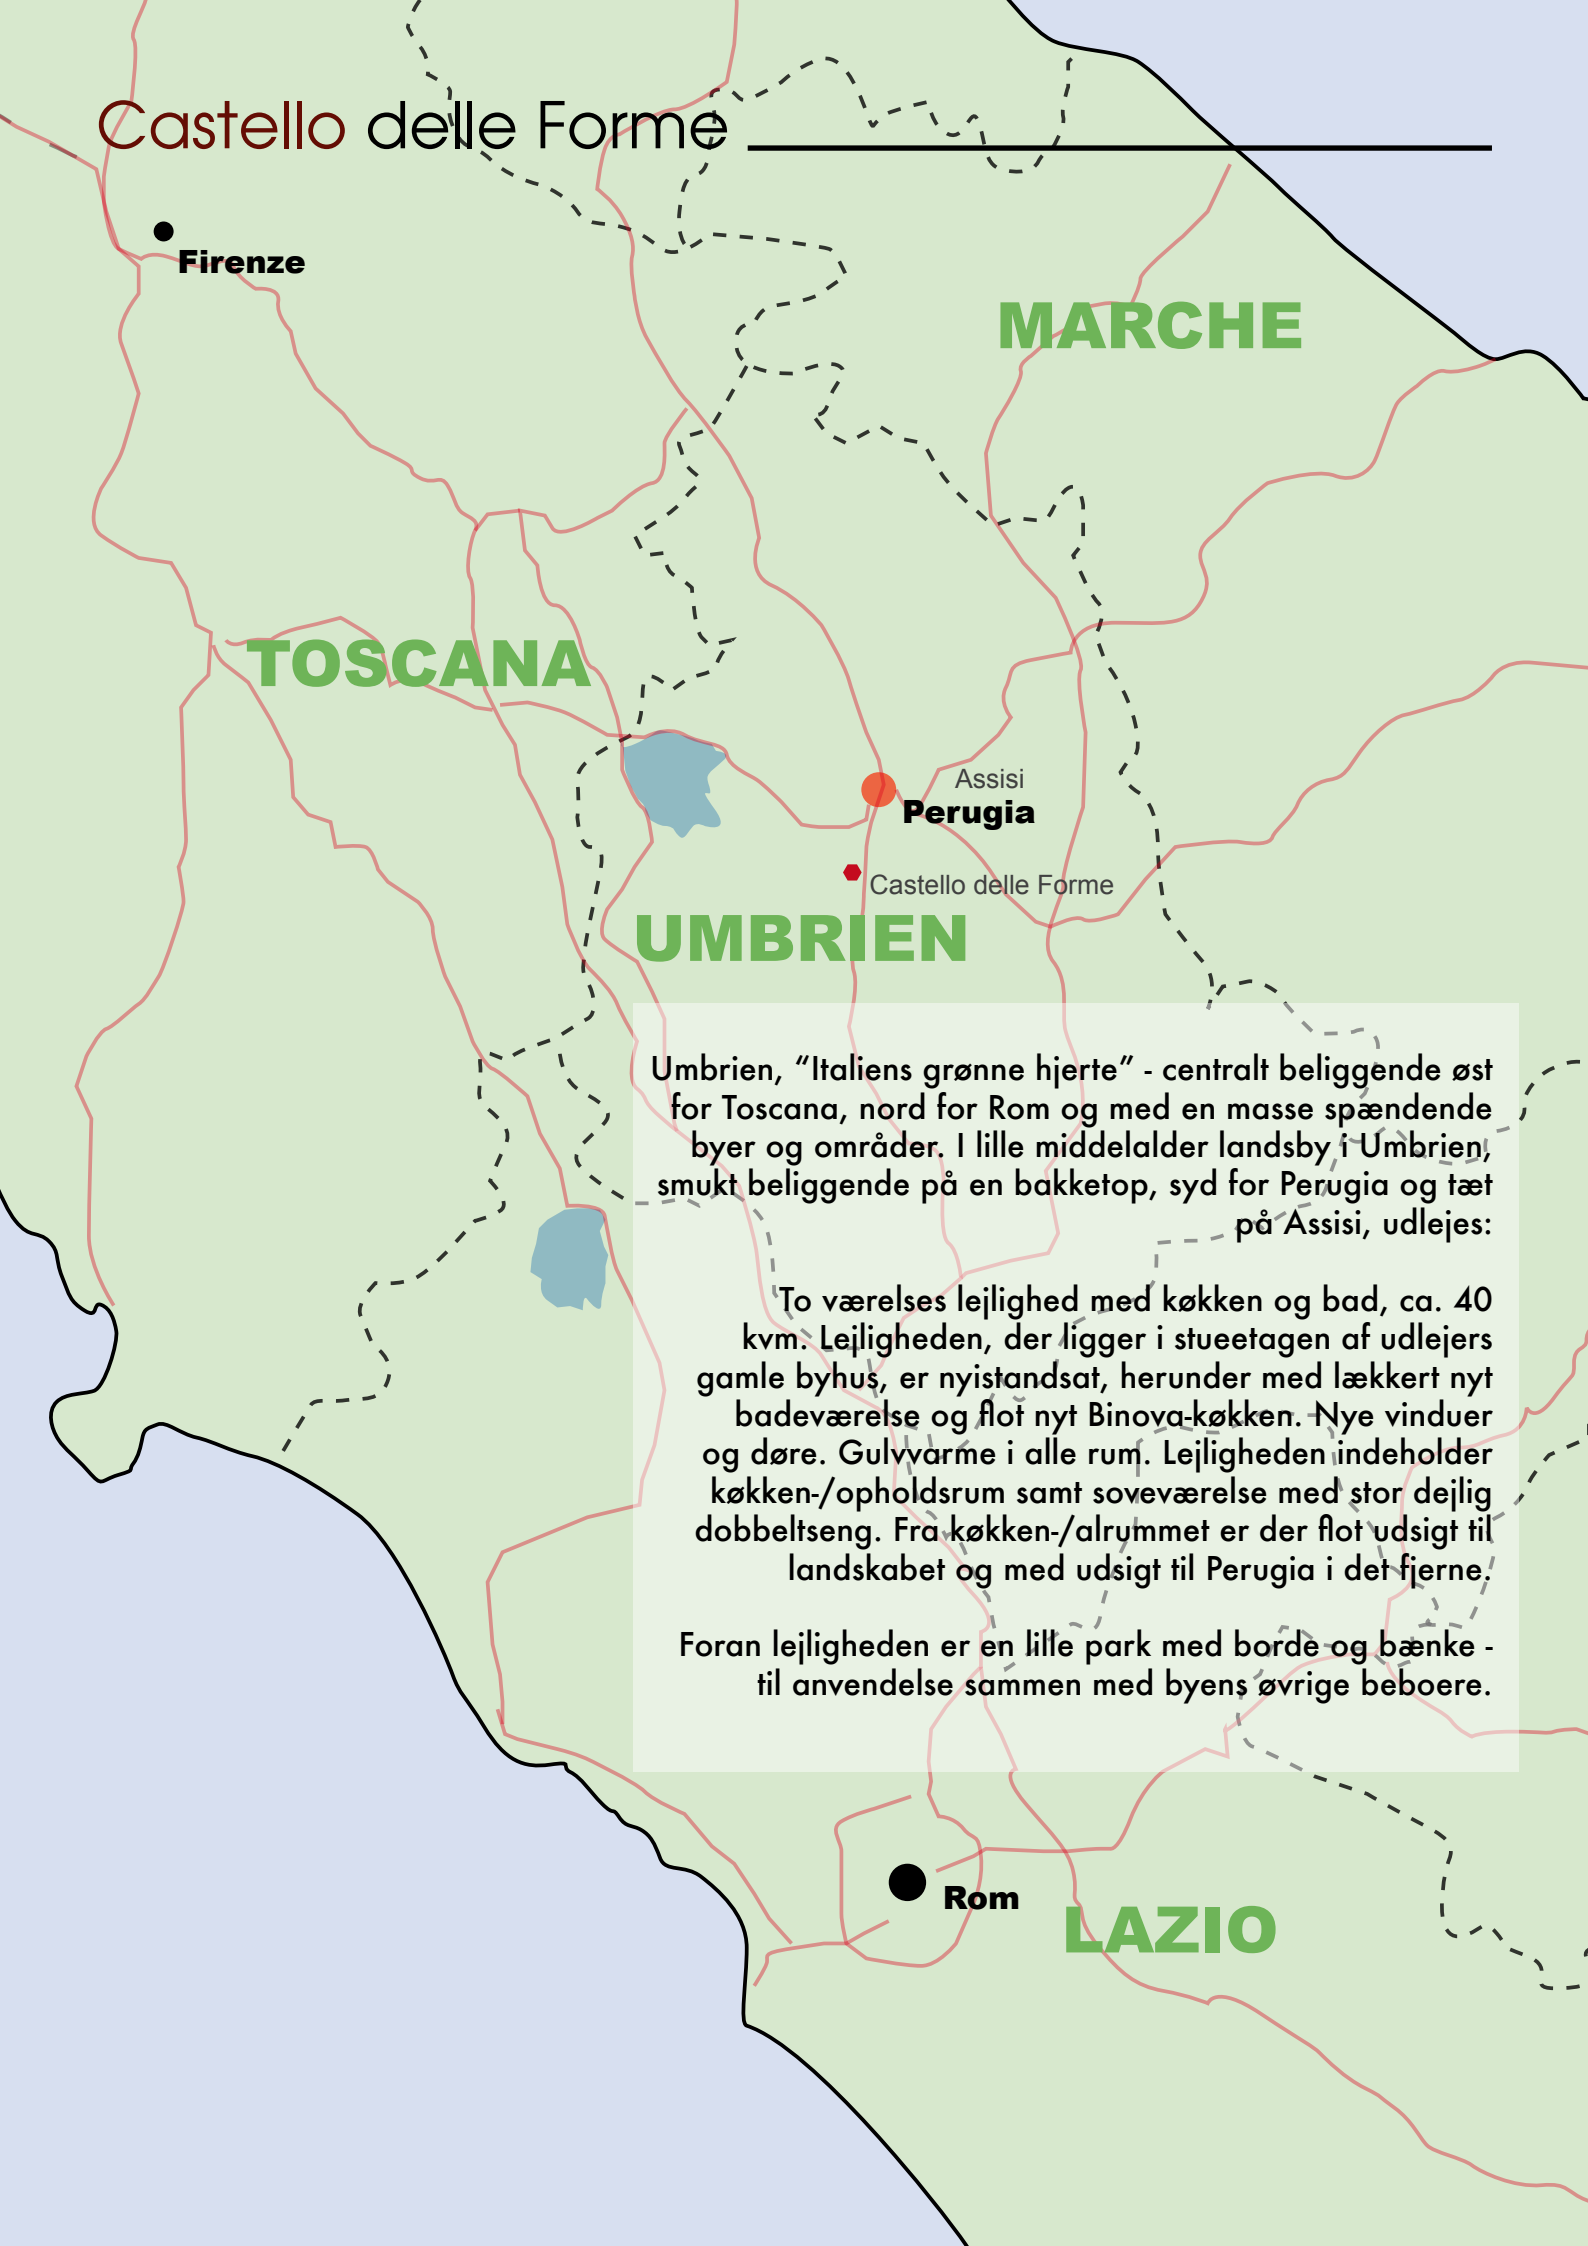 Castello delle Forme
Firenze
MARCHE
TOSCANA
Assisi
Perugia
Castello delle Forme
UMBRIEN
Umbrien, “Italiens grønne hjerte” - centralt beliggende øst
for Toscana, nord for Rom og med en masse spændende
byer og områder. I lille middelalder landsby i Umbrien,
smukt beliggende på en bakketop, syd for Perugia og tæt
på Assisi, udlejes:
To værelses lejlighed med køkken og bad, ca. 40
kvm. Lejligheden, der ligger i stueetagen af udlejers
gamle byhus, er nyistandsat, herunder med lækkert nyt
badeværelse og flot nyt Binova-køkken. Nye vinduer
og døre. Gulvvarme i alle rum. Lejligheden indeholder
køkken-/opholdsrum samt soveværelse med stor dejlig
dobbeltseng. Fra køkken-/alrummet er der flot udsigt til
landskabet og med udsigt til Perugia i det fjerne.
Foran lejligheden er en lille park med borde og bænke -
til anvendelse sammen med byens øvrige beboere.
Rom
LAZIO